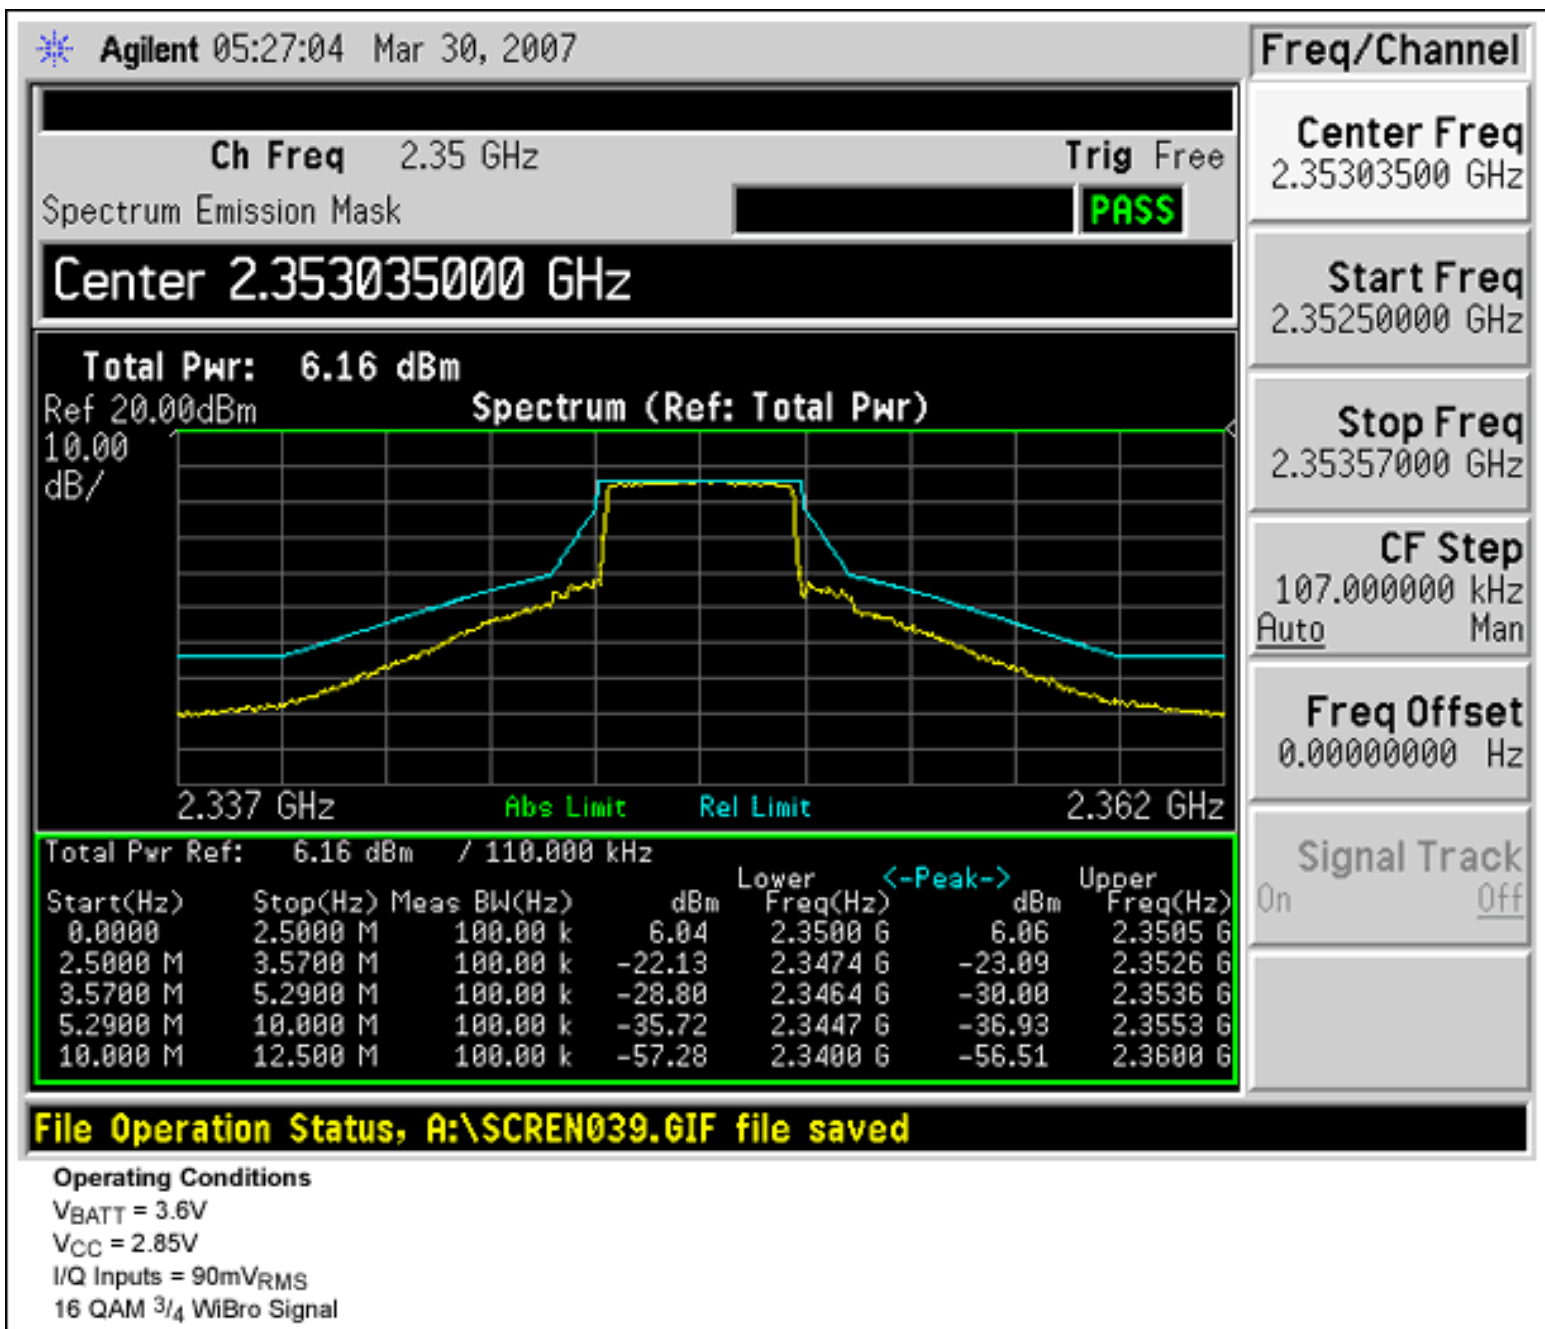 Agilent 05:27:04 Mar 30, 2007
Freq/Channel
Ch Freq 2.35 GHz
Trig Free
Spectrum Emission Mask
PASS
Center 2.353035000 GHz
Center Freq
2.35303500 GHz
Start Freq
2.35250000 GHz
Stop Freq
2.35357000 GHz
CF Step
107.000000 kHz
Auto Man
Freq Offset
0.00000000 Hz
Signal Track
On Off
Total Pwr: 6.16 dBm
Ref 20.00dBm
Spectrum (Ref: Total Pwr)
10.00
dB/
2.337 GHz
Abs Limit
Rel Limit
2.362 GHz
Total Pwr Ref: 6.16 dBm / 110.000 kHz
Lower <-Peak-> Upper
Start(Hz) Stop(Hz) Meas BW(Hz) dBm Freq(Hz) dBm Freq(Hz)
0.0000 2.5000 M 100.00 k 6.04 2.3500 G 6.06 2.3505 G
2.5000 M 3.5700 M 100.00 k -22.13 2.3474 G -23.09 2.3526 G
3.5700 M 5.2900 M 100.00 k -28.80 2.3464 G -30.00 2.3536 G
5.2900 M 10.000 M 100.00 k -35.72 2.3447 G -36.93 2.3553 G
10.000 M 12.500 M 100.00 k -57.28 2.3400 G -56.51 2.3600 G
File Operation Status, A:\SCREN039.GIF file saved
Operating Conditions
VBATT = 3.6V
VCC = 2.85V
I/Q Inputs = 90mVRMS
16 QAM 3/4 WiBro Signal